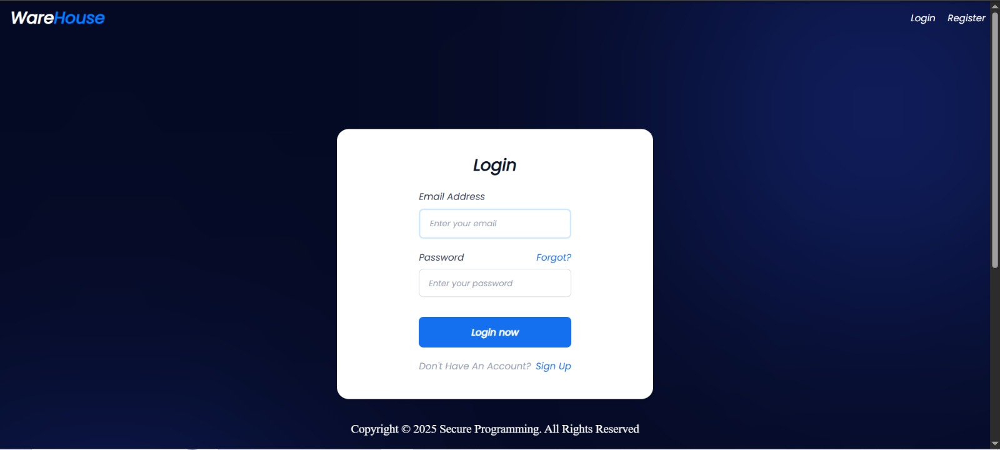 WareHouse
Login Register
Login
Email Address
Enter your email
Password Forgot?
Enter your password
Login now
Don't Have An Account? Sign Up
Copyright © 2025 Secure Programming. All Rights Reserved